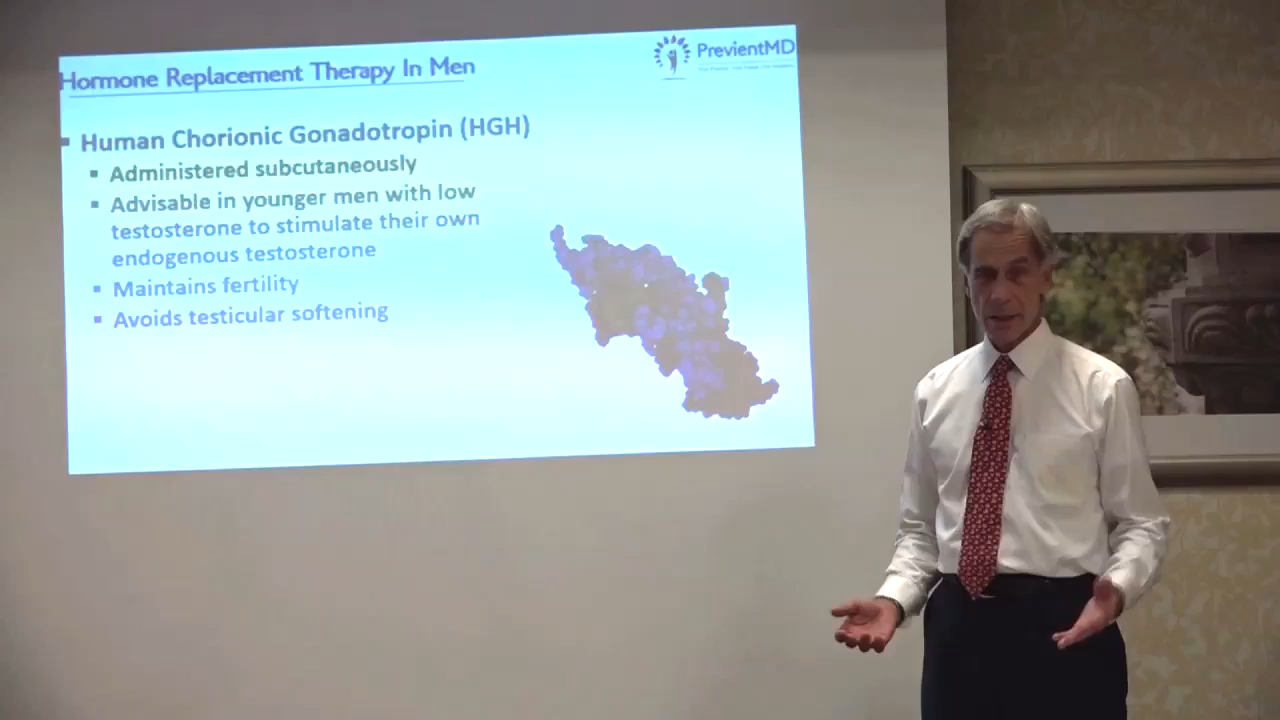 Hormone Replacement Therapy In Men
PrevientMD
Human Chorionic Gonadotropin (HGH)
Administered subcutaneously
Advisable in younger men with low
testosterone to stimulate their own
endogenous testosterone
Maintains fertility
Avoids testicular softening